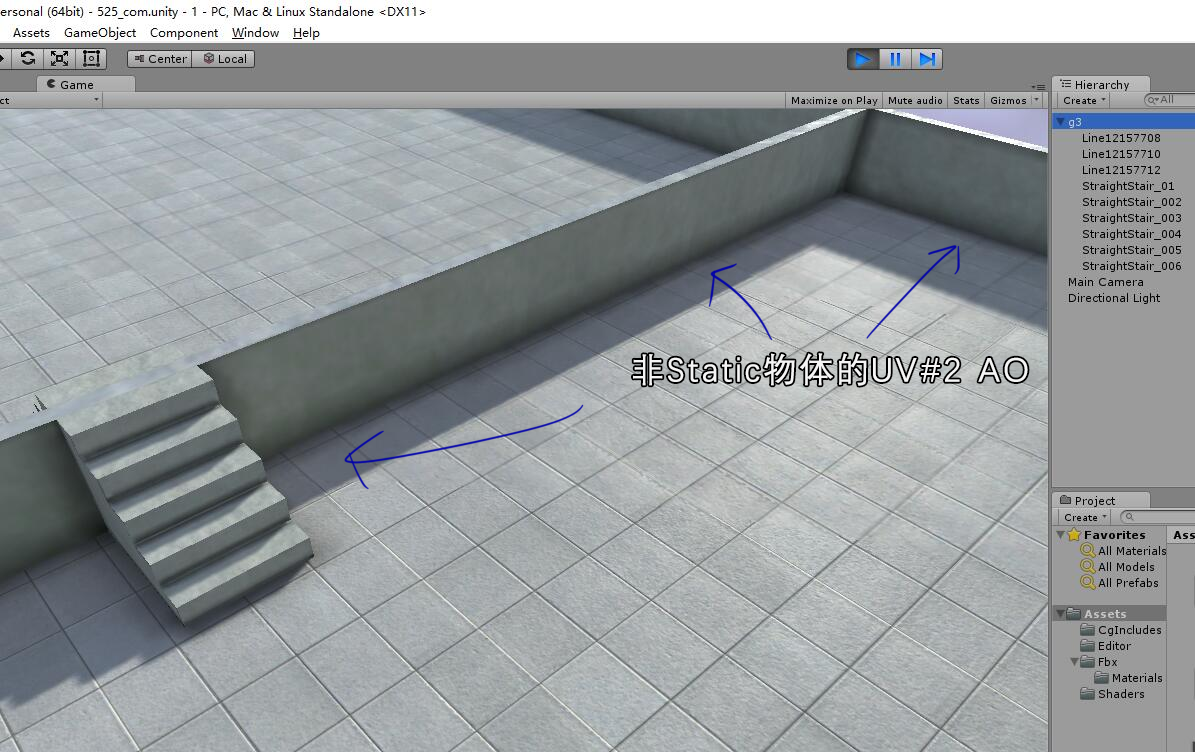 ersonal (64bit) - 525_com.unity - 1 - PC, Mac & Linux Standalone <DX11>
Assets GameObject Component Window Help
Center Local
Game
ct Maximize on Play Mute audio Stats Gizmos
Hierarchy
Create All
g3
Line12157708
Line12157710
Line12157712
StraightStair_01
StraightStair_002
StraightStair_003
StraightStair_004
StraightStair_005
StraightStair_006
Main Camera
Directional Light
非Static物体的UV#2 AO
Project
Create
Favorites Ass
All Materials
All Models
All Prefabs
Assets
CgIncludes
Editor
Fbx
Materials
Shaders